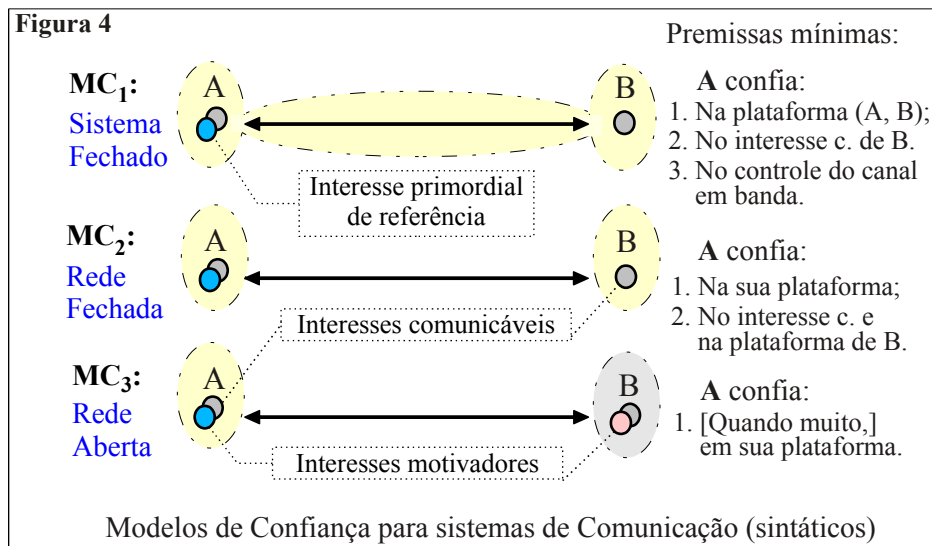 Figura 4
Premissas mínimas:
MC1:
Sistema
Fechado
A
B
A confia:
1. Na plataforma (A, B);
2. No interesse c. de B.
3. No controle do canal
em banda.
Interesse primordial
de referência
MC2:
Rede
Fechada
A
B
A confia:
1. Na sua plataforma;
2. No interesse c. e
na plataforma de B.
Interesses comunicáveis
MC3:
Rede
Aberta
A
B
A confia:
1. [Quando muito,]
em sua plataforma.
Interesses motivadores
Modelos de Confiança para sistemas de Comunicação (sintáticos)